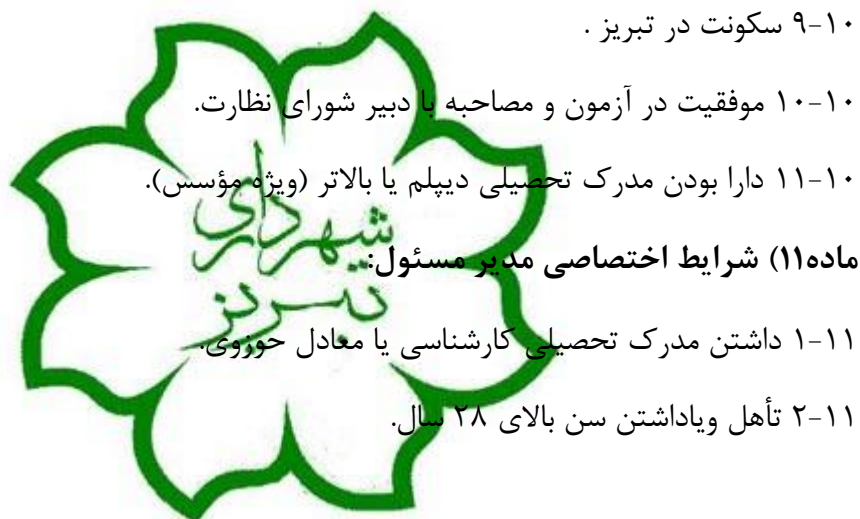 ۹-۱۰ سکونت در تبریز .
۱۰-۱۰ موفقیت در آزمون و مصاحبه با دبیر شورای نظارت.
۱۱-۱۰ دارا بودن مدرک تحصیلی دیپلم یا بالاتر (ویژه مؤسس).
شهرداری
تبریز
ماده۱۱) شرایط اختصاصی مدیر مسئول:
۱-۱۱ داشتن مدرک تحصیلی کارشناسی یا معادل حوزوی.
۲-۱۱ تأهل ویاداشتن سن بالای ۲۸ سال.